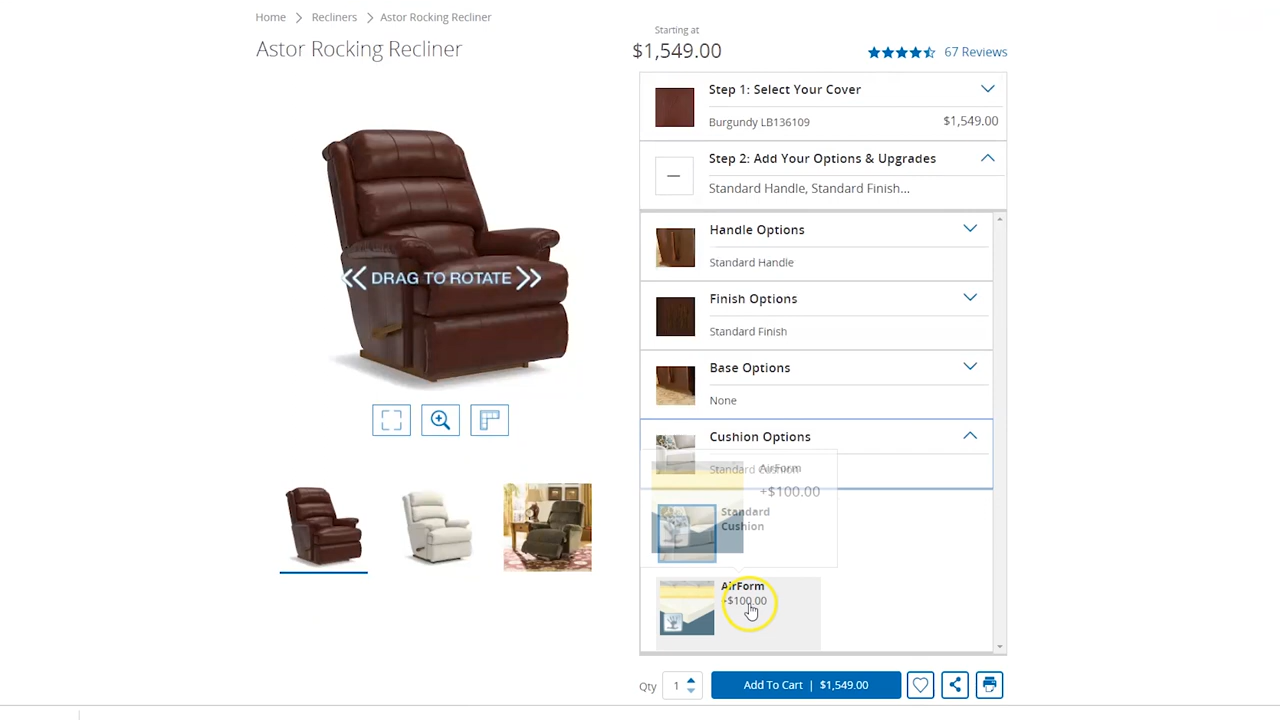 Home > Recliners > Astor Rocking Recliner
Astor Rocking Recliner
Starting at
$1,549.00
67 Reviews
Step 1: Select Your Cover
Burgundy LB136109 $1,549.00
Step 2: Add Your Options & Upgrades
Standard Handle, Standard Finish...
DRAG TO ROTATE
Handle Options
Standard Handle
Finish Options
Standard Finish
Base Options
None
Cushion Options
Standard Cushion
AirForm
+$100.00
Standard
Cushion
AirForm
+$100.00
Qty 1 Add To Cart | $1,549.00